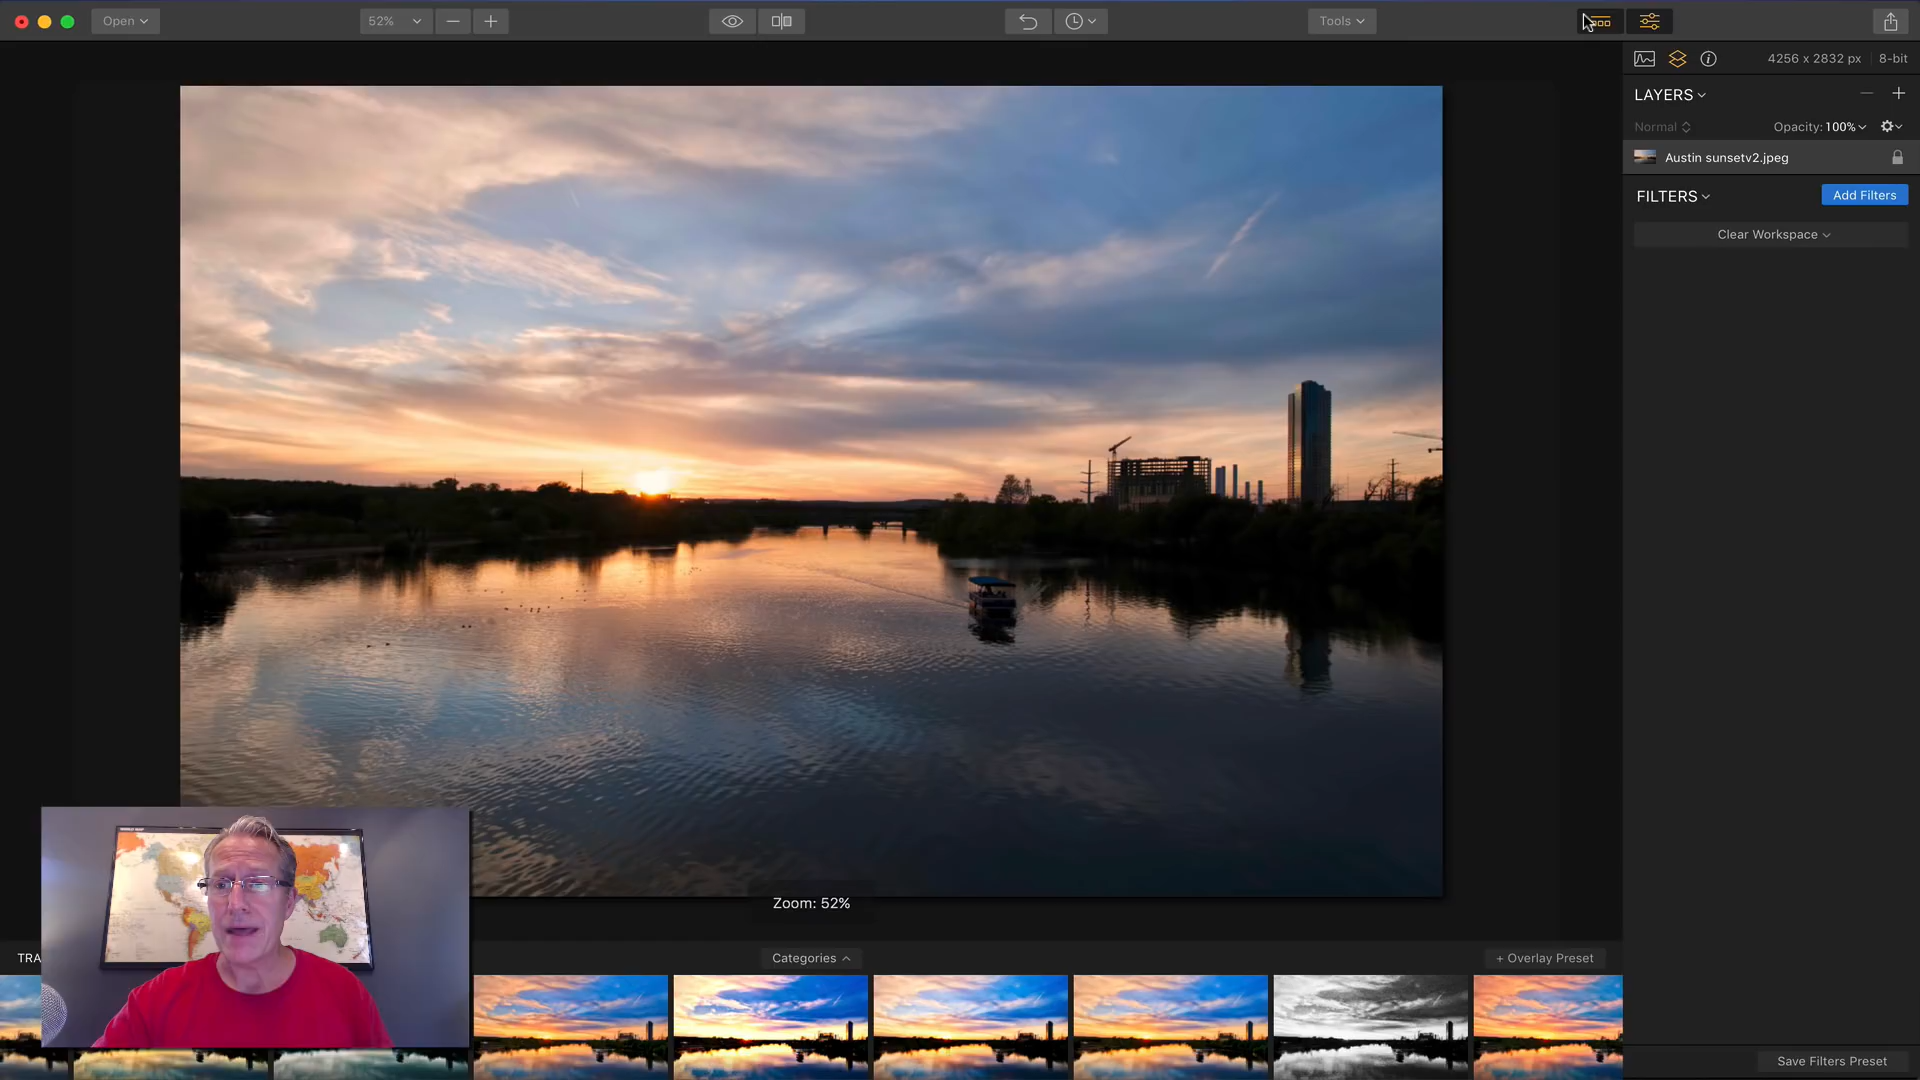 Open
52%
Tools
4256 x 2832 px
8-bit
LAYERS
Normal
Opacity: 100%
Austin sunsetv2.jpeg
FILTERS
Add Filters
Clear Workspace
Zoom: 52%
TRA
Categories
+ Overlay Preset
Save Filters Preset